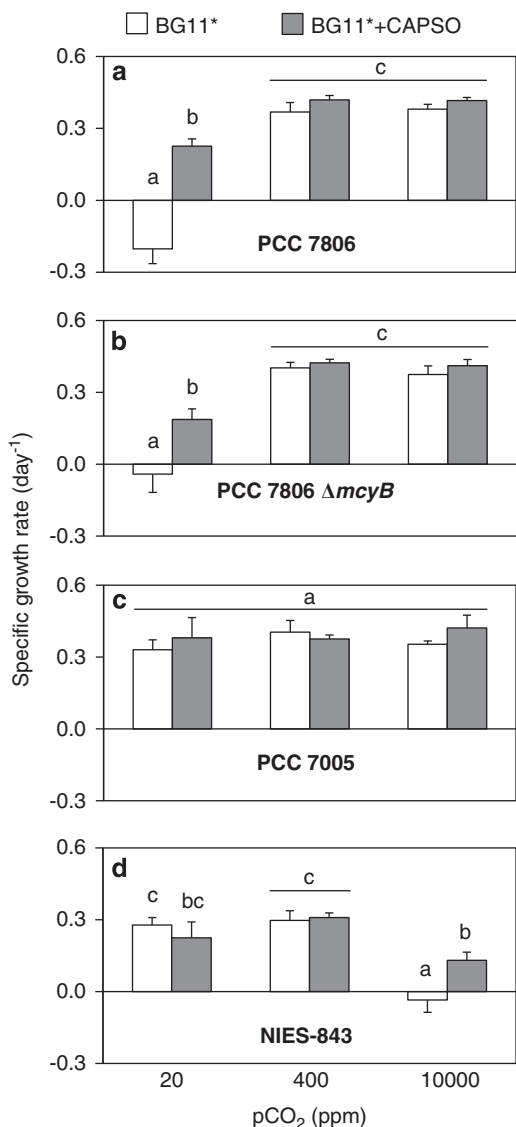 BG11* BG11*+CAPSO
a
0.6
0.3
0.0
-0.3
a b c
PCC 7806
b
0.6
0.3
0.0
-0.3
a b c
PCC 7806 ΔmcyB
c
0.6
0.3
0.0
-0.3
a
PCC 7005
d
0.6
0.3
0.0
-0.3
c bc c a b
NIES-843
20 400 10000
pCO2 (ppm)
Specific growth rate (day-1)